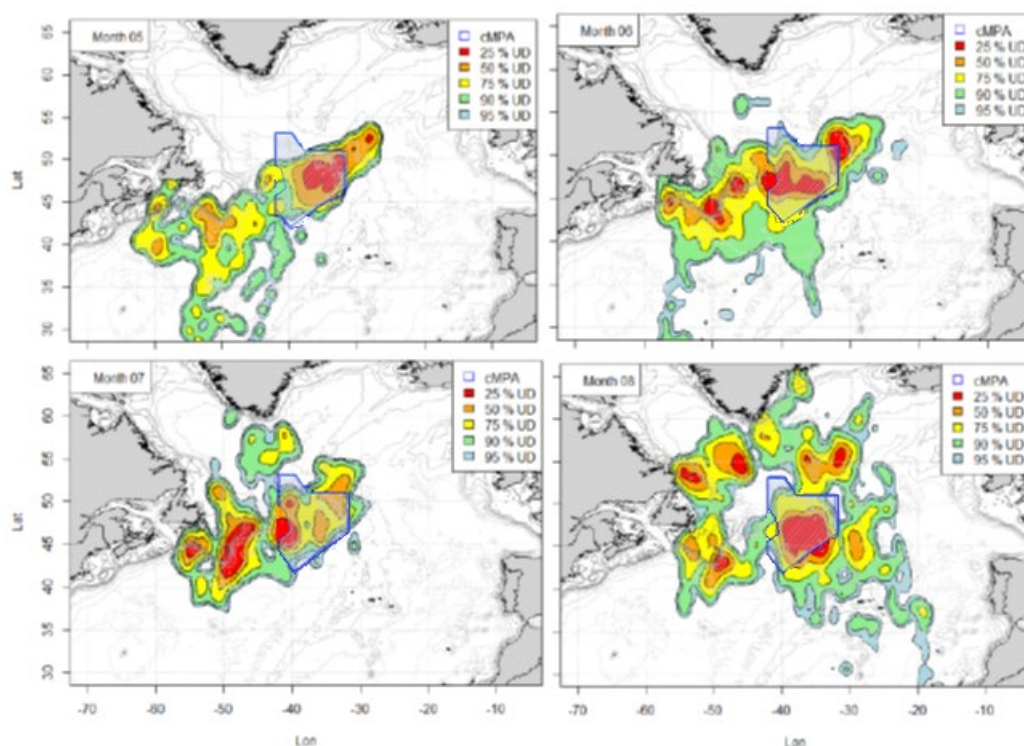 Month 05
cMPA
25 % UD
50 % UD
75 % UD
90 % UD
95 % UD
65
60
55
50
45
40
35
30
Lat
Month 06
cMPA
25 % UD
50 % UD
75 % UD
90 % UD
95 % UD
Month 07
cMPA
25 % UD
50 % UD
75 % UD
90 % UD
95 % UD
65
60
55
50
45
40
35
30
Lat
-70 -60 -50 -40 -30 -20 -10
Lon
Month 08
cMPA
25 % UD
50 % UD
75 % UD
90 % UD
95 % UD
-70 -60 -50 -40 -30 -20 -10
Lon